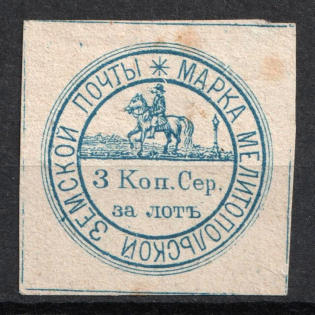 МАРКА МЕЛИТОПОЛЬСКОЙ ЗЕМСКОЙ ПОЧТЫ *
3 Коп. Сер.
за лотъ